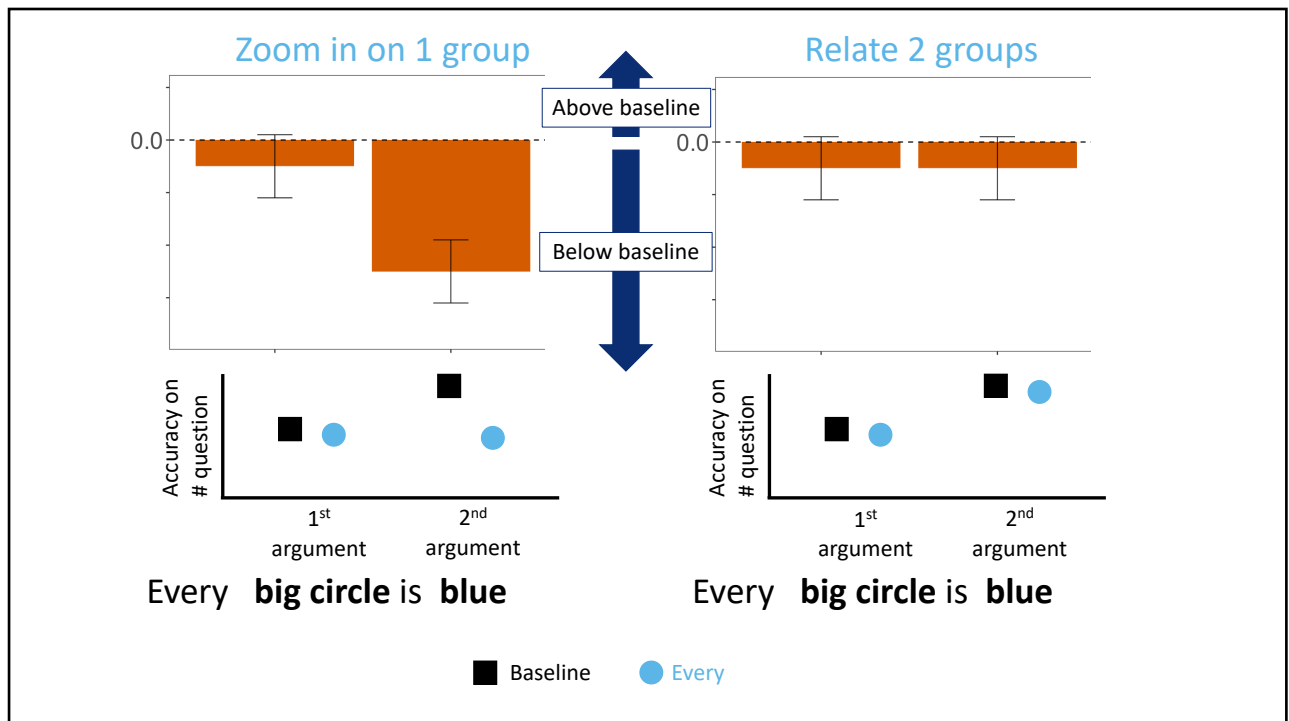 Zoom in on 1 group
Relate 2 groups
Above baseline
0.0
0.0
Below baseline
Accuracy on
# question
1st
argument
2nd
argument
Accuracy on
# question
1st
argument
2nd
argument
Every big circle is blue
Every big circle is blue
Baseline
Every